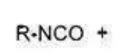 R-NCO +